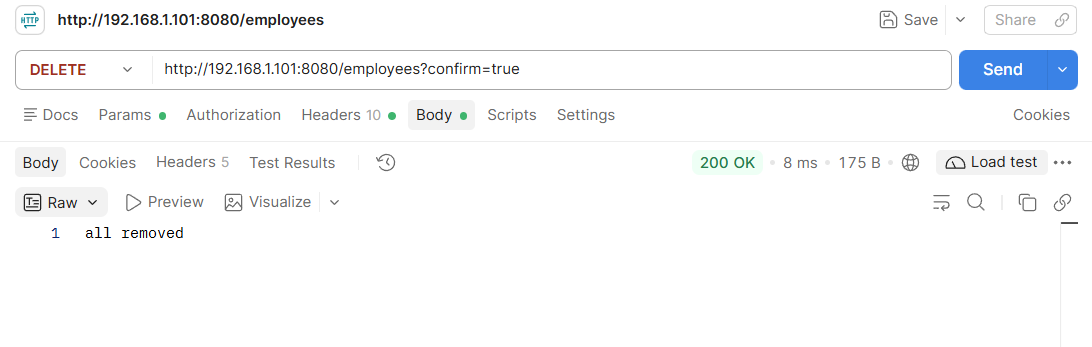 HTTP http://192.168.1.101:8080/employees Save Share
DELETE http://192.168.1.101:8080/employees?confirm=true Send
Docs Params Authorization Headers 10 Body Scripts Settings Cookies
Body Cookies Headers 5 Test Results 200 OK • 8 ms • 175 B • Load test
Raw Preview Visualize
1 all removed